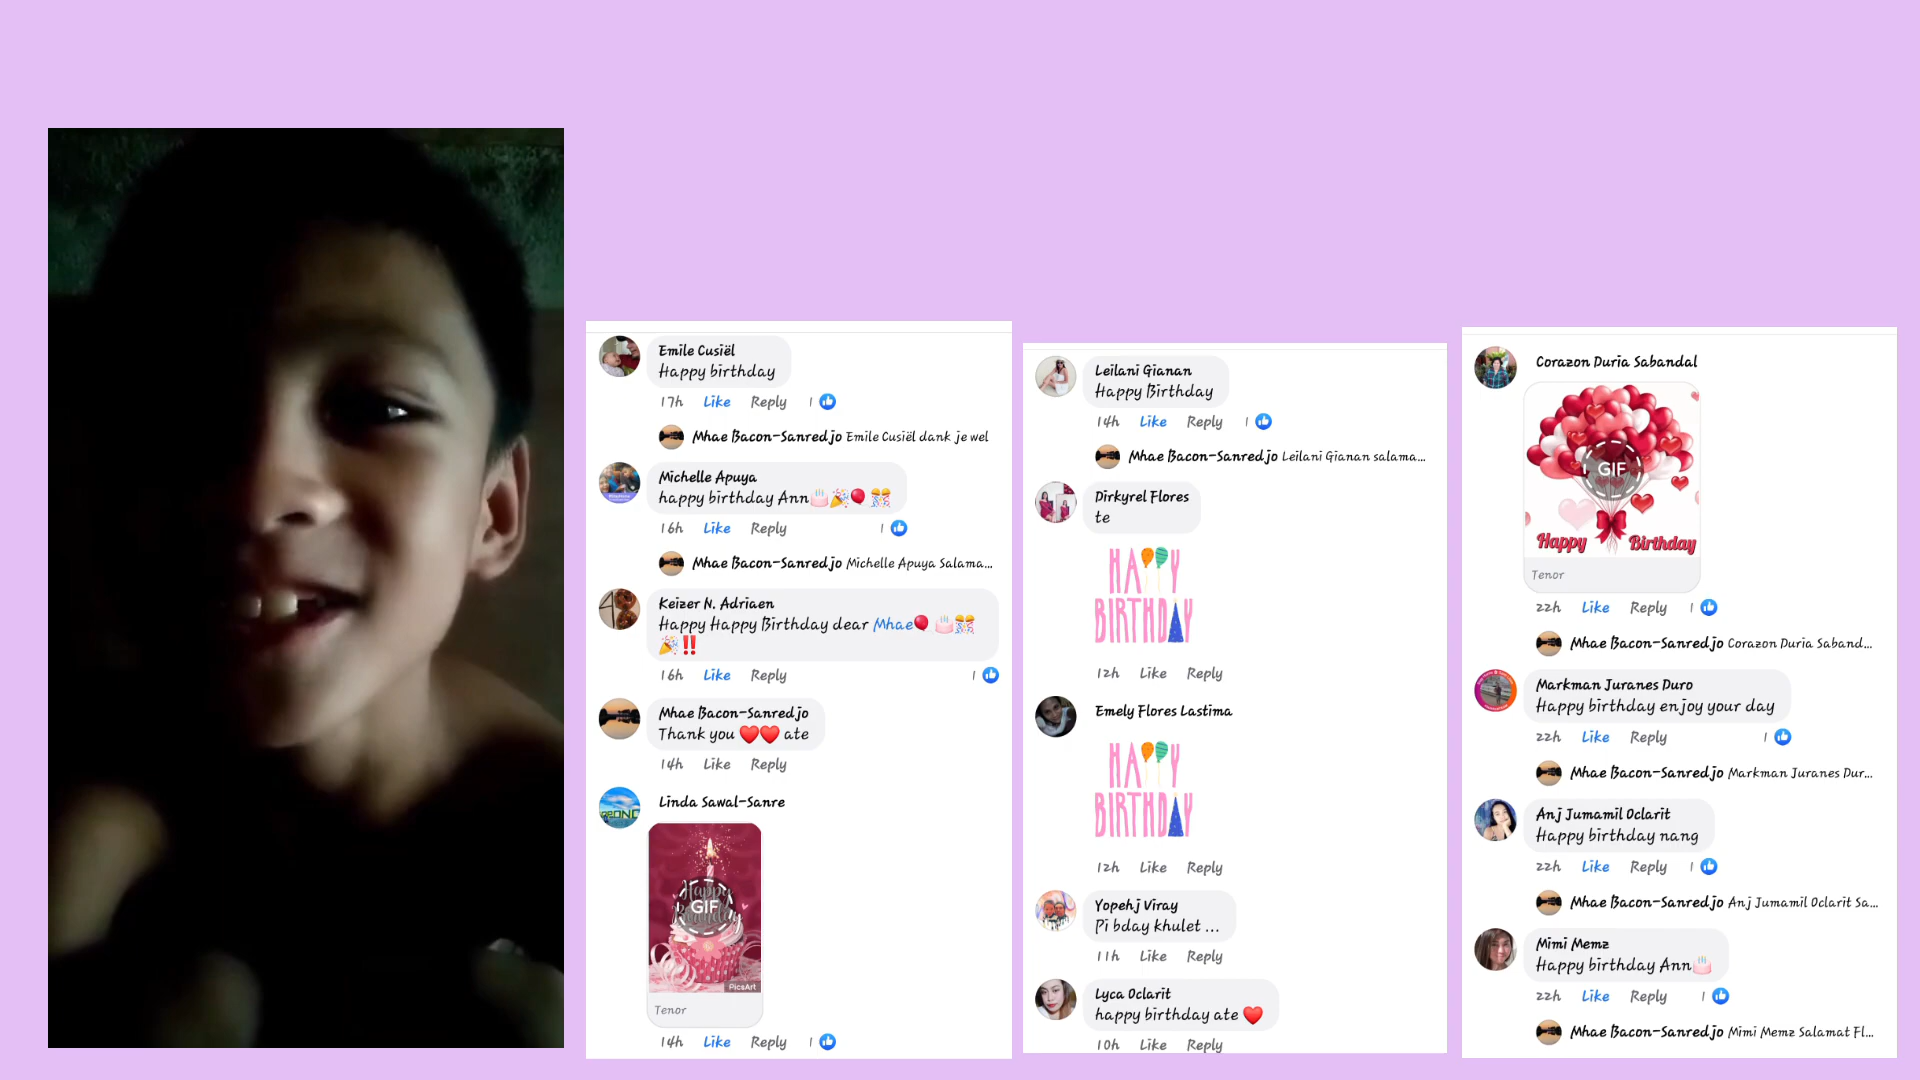 Emile Cusiël
Happy birthday
17h Like Reply 1
Mhae Bacon-Sanredjo Emile Cusiël dank je wel
Michelle Apuya
happy birthday Ann🎂🎉🎈🎊
16h Like Reply 1
Mhae Bacon-Sanredjo Michelle Apuya Salama...
Keizer N. Adriaen
Happy Happy Birthday dear Mhae🎈🎂🎊
🎉‼️
16h Like Reply 1
Mhae Bacon-Sanredjo
Thank you ❤️❤️ ate
14h Like Reply
Linda Sawal-Sanre
Happy
Birthday
GIF
PicsArt
Tenor
14h Like Reply 1
Leilani Gianan
Happy Birthday
14h Like Reply 1
Mhae Bacon-Sanredjo Leilani Gianan salama...
Dirkyrel Flores
te
HAPPY
BIRTHDAY
12h Like Reply
Emely Flores Lastima
HAPPY
BIRTHDAY
12h Like Reply
Yopehj Viray
Pi bday khulet ...
11h Like Reply
Lyca Oclarit
happy birthday ate ❤️
10h Like Reply
Corazon Duria Sabandal
GIF
Happy Birthday
Tenor
22h Like Reply 1
Mhae Bacon-Sanredjo Corazon Duria Saband...
Markman Juranes Duro
Happy birthday enjoy your day
22h Like Reply 1
Mhae Bacon-Sanredjo Markman Juranes Dur...
Anj Jumamil Oclarit
Happy birthday nang
22h Like Reply 1
Mhae Bacon-Sanredjo Anj Jumamil Oclarit Sa...
Mimi Memz
Happy birthday Ann🎂
22h Like Reply 1
Mhae Bacon-Sanredjo Mimi Memz Salamat Fl...